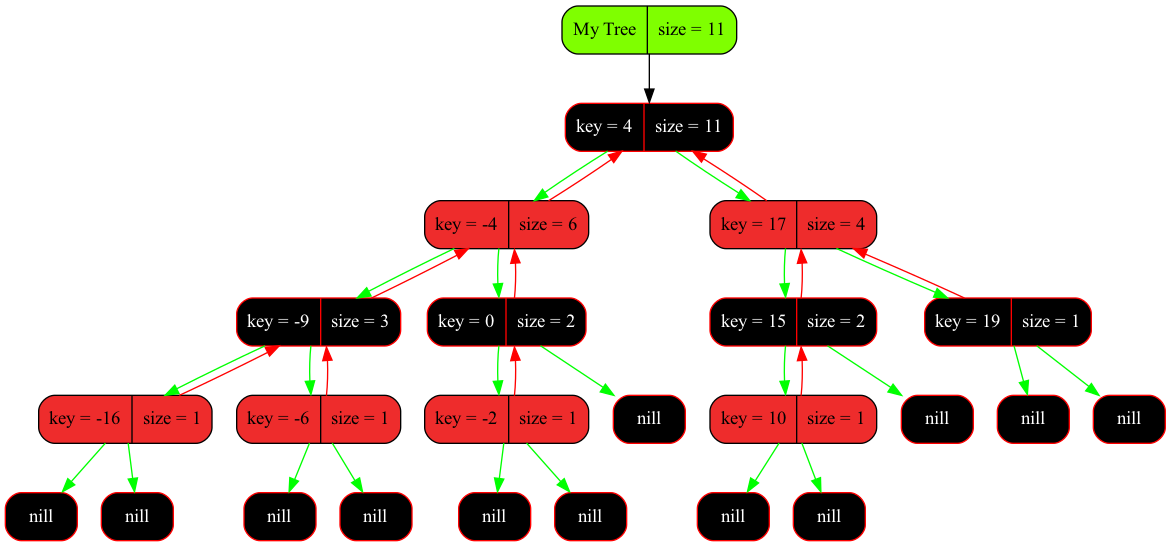 My Tree size = 11
key = 4 size = 11
key = -4 size = 6
key = 17 size = 4
key = -9 size = 3
key = 0 size = 2
key = 15 size = 2
key = 19 size = 1
key = -16 size = 1
key = -6 size = 1
key = -2 size = 1
nill
key = 10 size = 1
nill
nill
nill
nill
nill
nill
nill
nill
nill
nill
nill